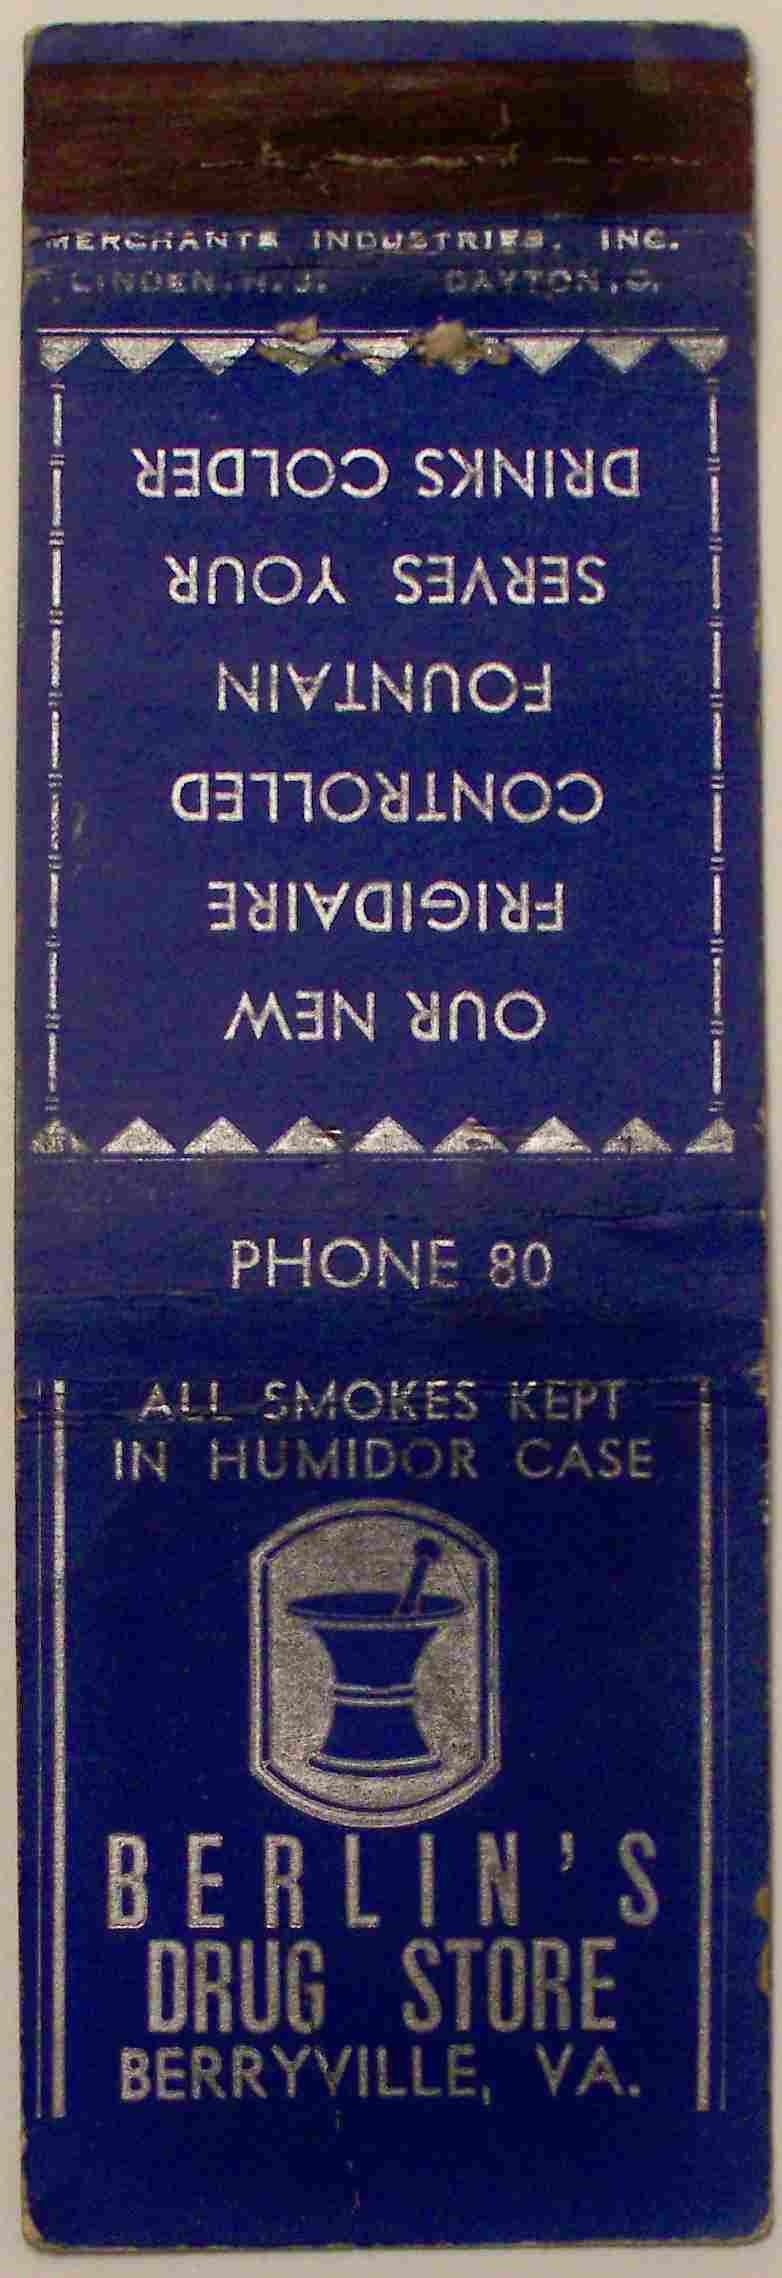 MERCHANTS INDUSTRIES, INC.
LINDEN, N.J. DAYTON, O.
OUR NEW
FRIGIDAIRE
CONTROLLED
FOUNTAIN
SERVES YOUR
DRINKS COLDER
PHONE 80
ALL SMOKES KEPT
IN HUMIDOR CASE
BERLIN'S
DRUG STORE
BERRYVILLE, VA.